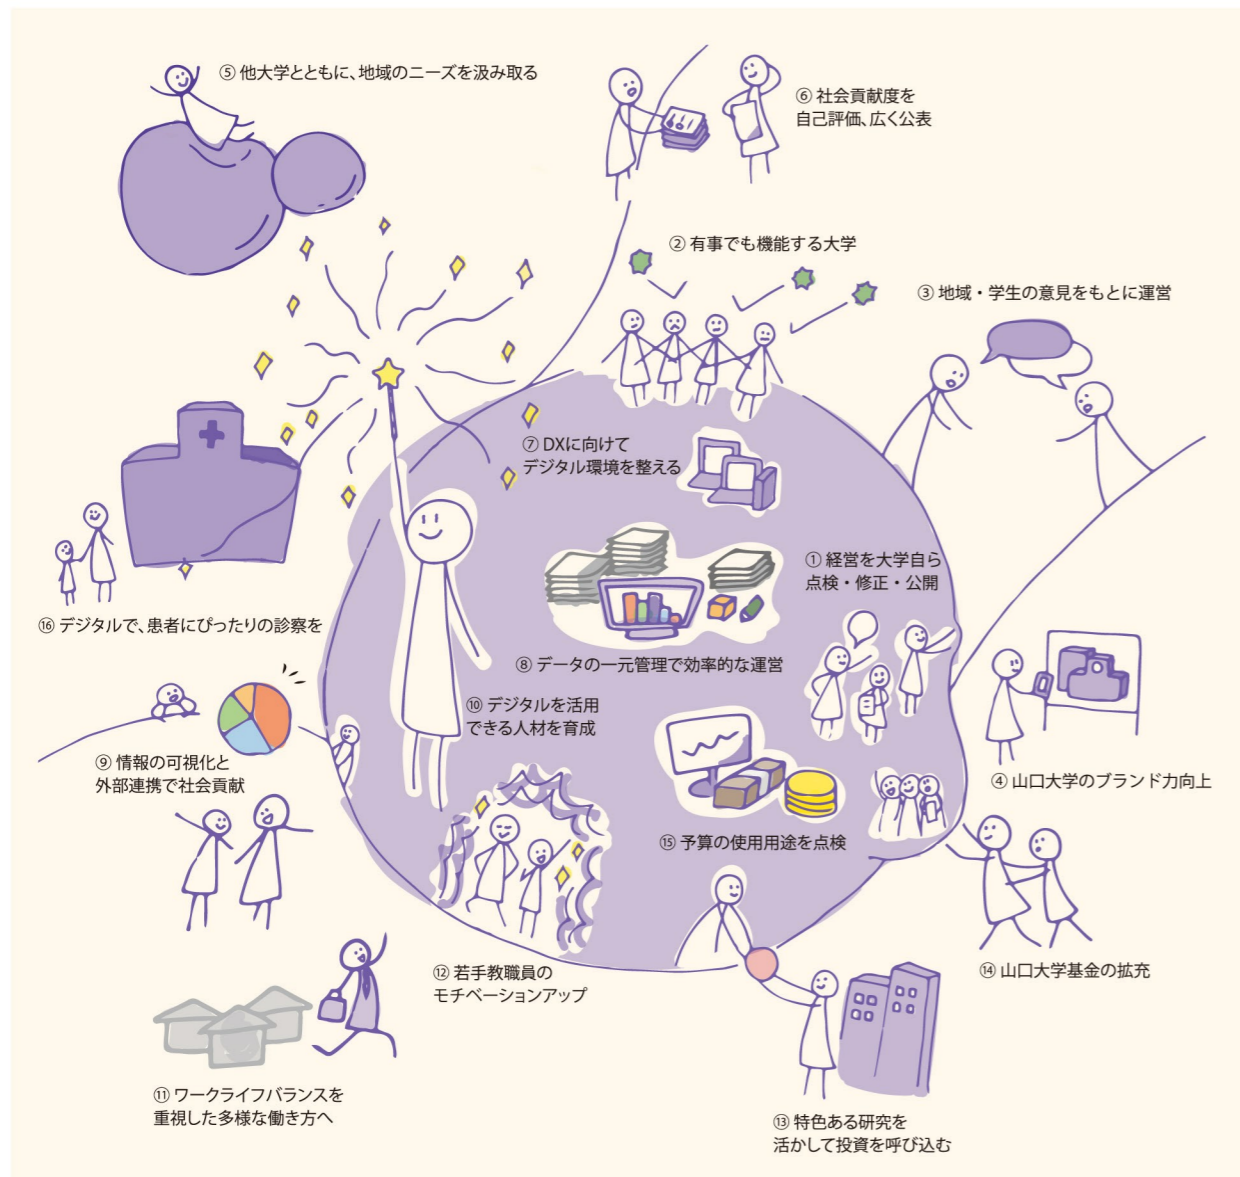 ⑤ 他大学とともに、地域のニーズを汲み取る
⑥ 社会貢献度を
自己評価、広く公表
② 有事でも機能する大学
③ 地域・学生の意見をもとに運営
⑦ DXに向けて
デジタル環境を整える
① 経営を大学自ら
点検・修正・公開
⑯ デジタルで、患者にぴったりの診察を
⑧ データの一元管理で効率的な運営
⑩ デジタルを活用
できる人材を育成
⑨ 情報の可視化と
外部連携で社会貢献
④ 山口大学のブランド力向上
⑮ 予算の使用用途を点検
⑫ 若手教職員の
モチベーションアップ
⑭ 山口大学基金の拡充
⑪ ワークライフバランスを
重視した多様な働き方へ
⑬ 特色ある研究を
活かして投資を呼び込む